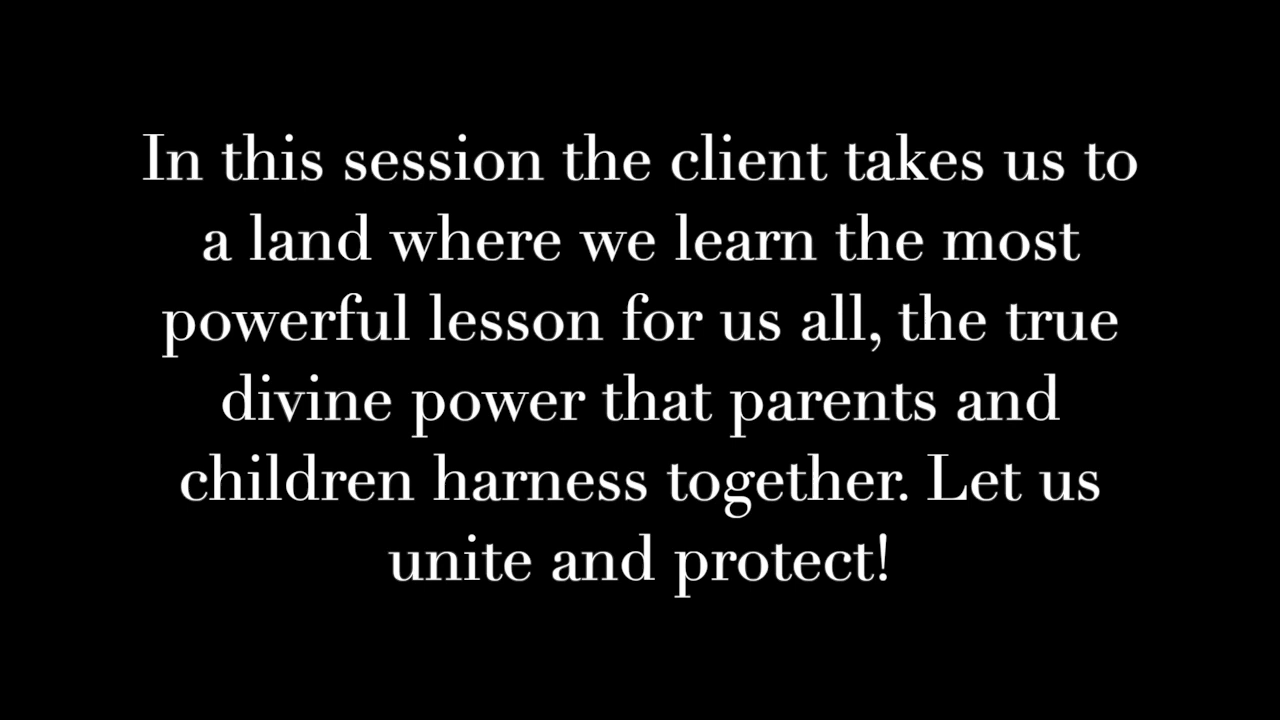 In this session the client takes us to
a land where we learn the most
powerful lesson for us all, the true
divine power that parents and
children harness together. Let us
unite and protect!